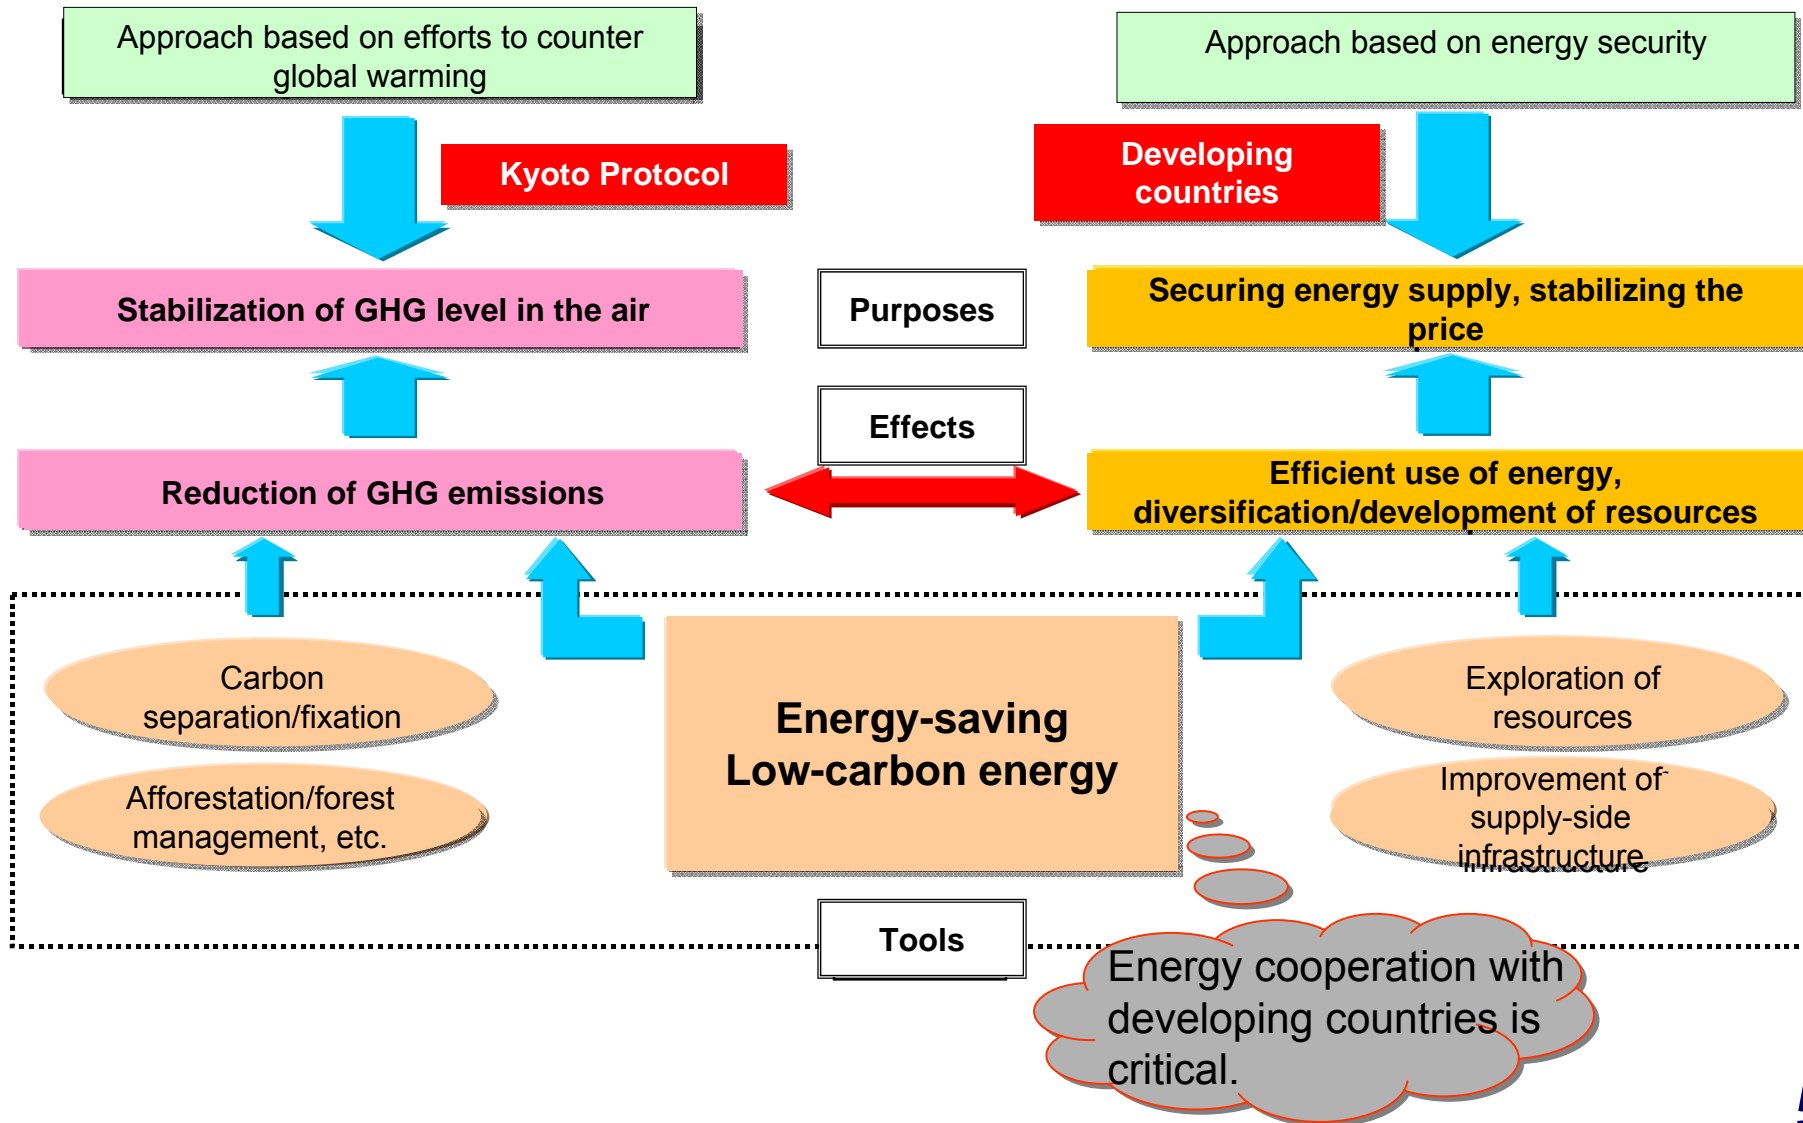 Approach based on efforts to counter
global warming
Approach based on energy security
Kyoto Protocol
Developing
countries
Stabilization of GHG level in the air
Purposes
Securing energy supply, stabilizing the
price
Effects
Reduction of GHG emissions
Efficient use of energy,
diversification/development of resources
Carbon
separation/fixation
Afforestation/forest
management, etc.
Energy-saving
Low-carbon energy
Exploration of
resources
Improvement of
supply-side
infrastructure
Tools
Energy cooperation with
developing countries is
critical.